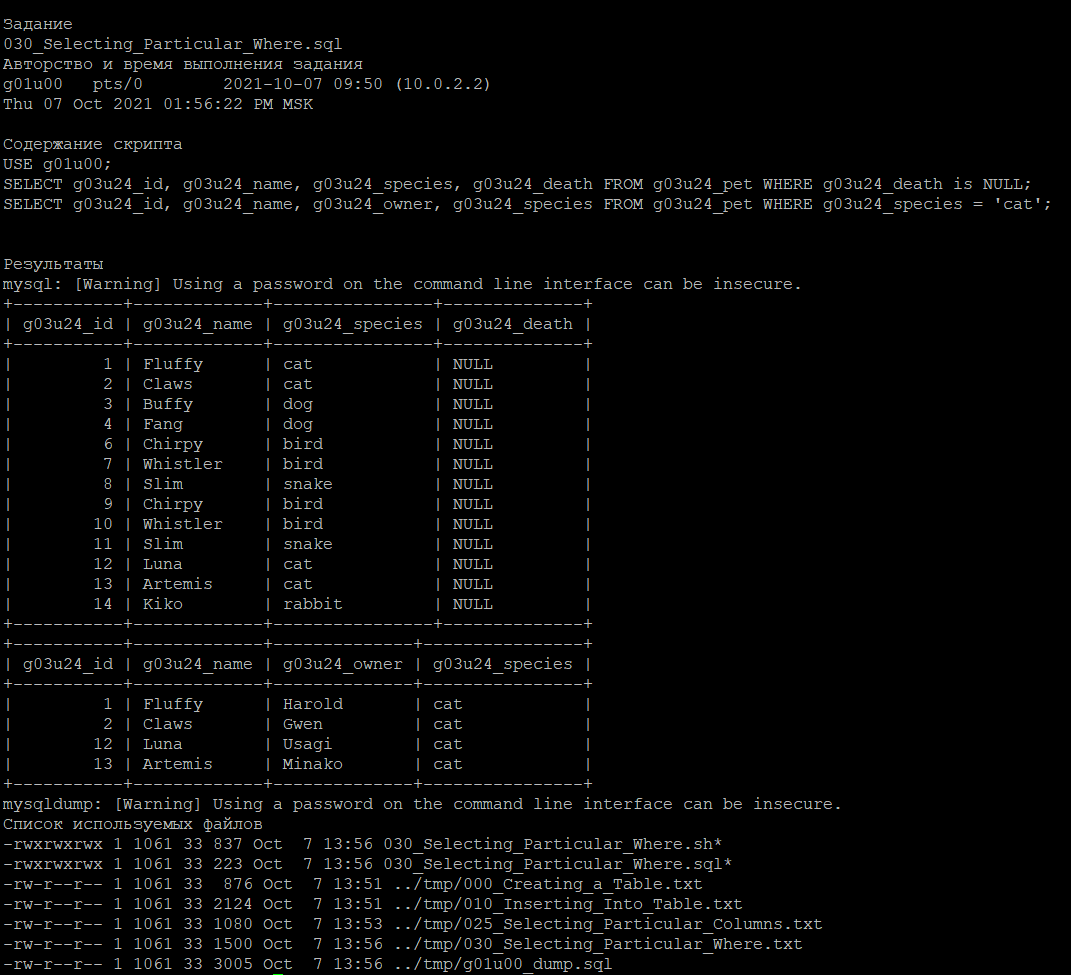 Задание
030_Selecting_Particular_Where.sql
Авторство и время выполнения задания
g01u00   pts/0        2021-10-07 09:50 (10.0.2.2)
Thu 07 Oct 2021 01:56:22 PM MSK

Содержание скрипта
USE g01u00;
SELECT g03u24_id, g03u24_name, g03u24_species, g03u24_death FROM g03u24_pet WHERE g03u24_death is NULL;
SELECT g03u24_id, g03u24_name, g03u24_owner, g03u24_species FROM g03u24_pet WHERE g03u24_species = 'cat';

Результаты
mysql: [Warning] Using a password on the command line interface can be insecure.
+-----------+-------------+----------------+--------------+
| g03u24_id | g03u24_name | g03u24_species | g03u24_death |
+-----------+-------------+----------------+--------------+
|         1 | Fluffy      | cat            | NULL         |
|         2 | Claws       | cat            | NULL         |
|         3 | Buffy       | dog            | NULL         |
|         4 | Fang        | dog            | NULL         |
|         6 | Chirpy      | bird           | NULL         |
|         7 | Whistler    | bird           | NULL         |
|         8 | Slim        | snake          | NULL         |
|         9 | Chirpy      | bird           | NULL         |
|        10 | Whistler    | bird           | NULL         |
|        11 | Slim        | snake          | NULL         |
|        12 | Luna        | cat            | NULL         |
|        13 | Artemis     | cat            | NULL         |
|        14 | Kiko        | rabbit         | NULL         |
+-----------+-------------+----------------+--------------+
+-----------+-------------+--------------+----------------+
| g03u24_id | g03u24_name | g03u24_owner | g03u24_species |
+-----------+-------------+--------------+----------------+
|         1 | Fluffy      | Harold       | cat            |
|         2 | Claws       | Gwen         | cat            |
|        12 | Luna        | Usagi        | cat            |
|        13 | Artemis     | Minako       | cat            |
+-----------+-------------+--------------+----------------+
mysqldump: [Warning] Using a password on the command line interface can be insecure.
Список используемых файлов
-rwxrwxrwx 1 1061 33 837 Oct  7 13:56 030_Selecting_Particular_Where.sh*
-rwxrwxrwx 1 1061 33 223 Oct  7 13:56 030_Selecting_Particular_Where.sql*
-rw-r--r-- 1 1061 33  876 Oct  7 13:51 ../tmp/000_Creating_a_Table.txt
-rw-r--r-- 1 1061 33 2124 Oct  7 13:51 ../tmp/010_Inserting_Into_Table.txt
-rw-r--r-- 1 1061 33 1080 Oct  7 13:53 ../tmp/025_Selecting_Particular_Columns.txt
-rw-r--r-- 1 1061 33 1500 Oct  7 13:56 ../tmp/030_Selecting_Particular_Where.txt
-rw-r--r-- 1 1061 33 3005 Oct  7 13:56 ../tmp/g01u00_dump.sql